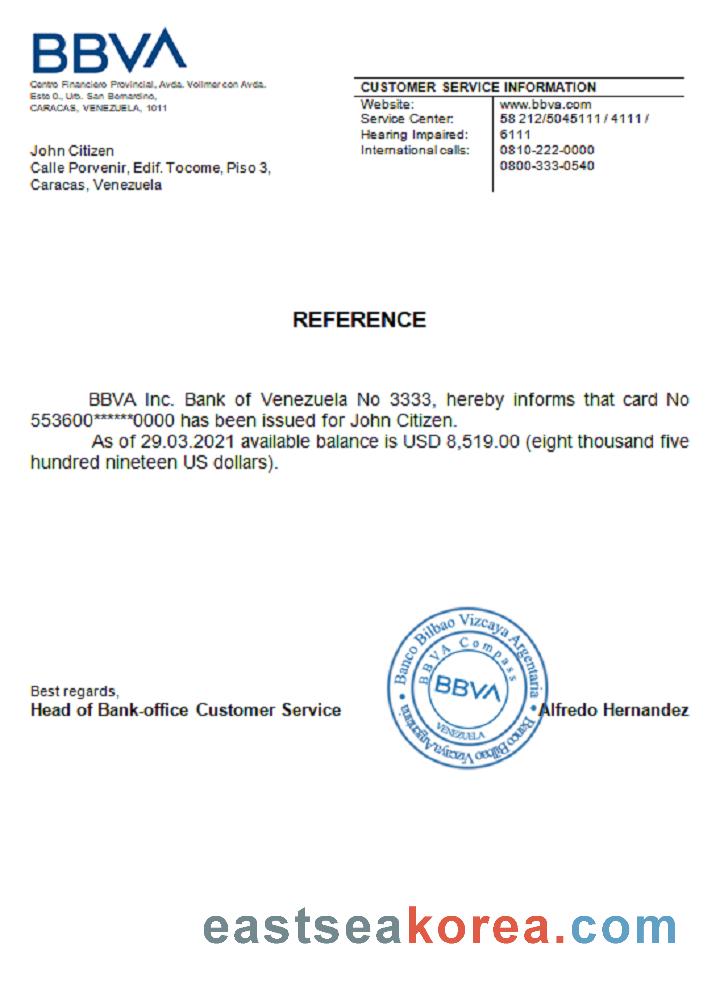 BBVA
Centro Financiero Provincial, Avda. Vollmer con Avda.
Este 0., Urb. San Bernardino,
CARACAS, VENEZUELA, 1011
CUSTOMER SERVICE INFORMATION
Website: www.bbva.com
Service Center: 58 212/5045111 / 4111 /
Hearing Impaired: 6111
International calls: 0810-222-0000
0800-333-0540
John Citizen
Calle Porvenir, Edif. Tocome, Piso 3,
Caracas, Venezuela
REFERENCE
BBVA Inc. Bank of Venezuela No 3333, hereby informs that card No
553600******0000 has been issued for John Citizen.
As of 29.03.2021 available balance is USD 8,519.00 (eight thousand five
hundred nineteen US dollars).
Banco Bilbao Vizcaya Argentaria • Banco Bilbao Vizcaya Argentaria •
BBVA Compass
BBVA
VENEZUELA
Best regards,
Head of Bank-office Customer Service
Alfredo Hernandez
eastseakorea.com